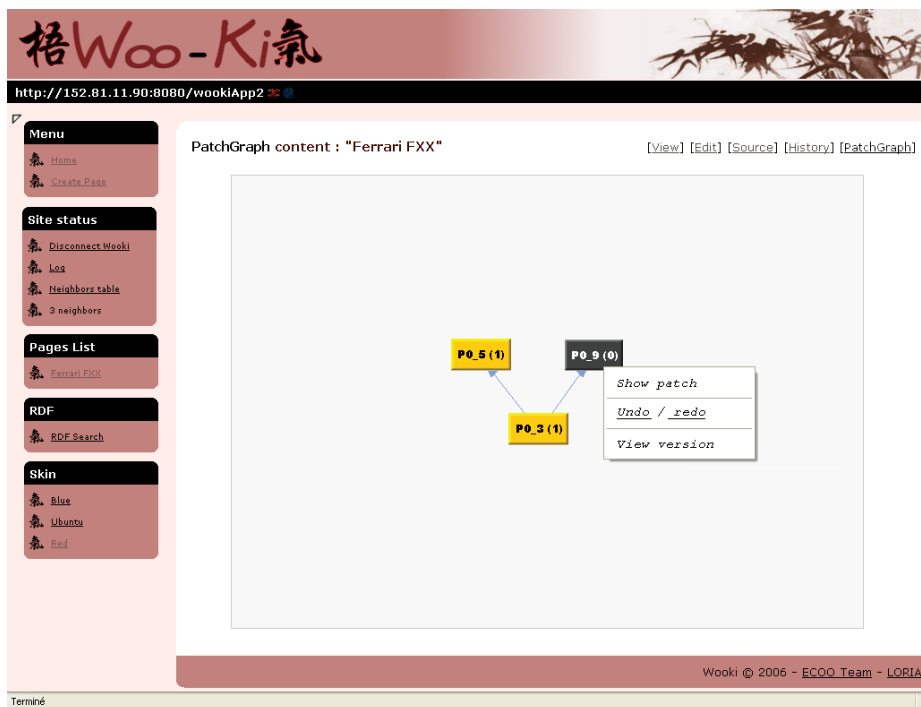 梧Woo-Ki氣
http://152.81.11.90:8080/wookiApp2
Menu
Home
Create Page
Site status
Disconnect Wooki
Log
Neighbors table
3 neighbors
Pages List
Ferrari FXX
RDF
RDF Search
Skin
Blue
Ubuntu
Red
PatchGraph content : "Ferrari FXX"
[View] [Edit] [Source] [History] [PatchGraph]
P0_5 (1)
P0_9 (0)
P0_3 (1)
Show patch
Undo / redo
View version
Wooki © 2006 - ECOO Team - LORIA
Terminé